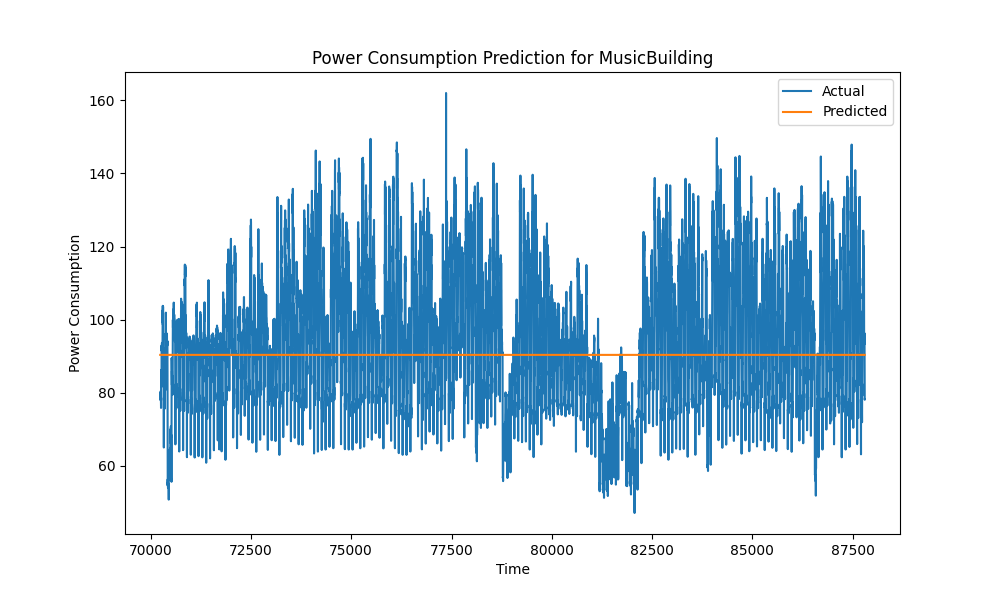 Power Consumption Prediction for MusicBuilding
Actual
Predicted
160
140
120
100
80
60
Power Consumption
70000 72500 75000 77500 80000 82500 85000 87500
Time